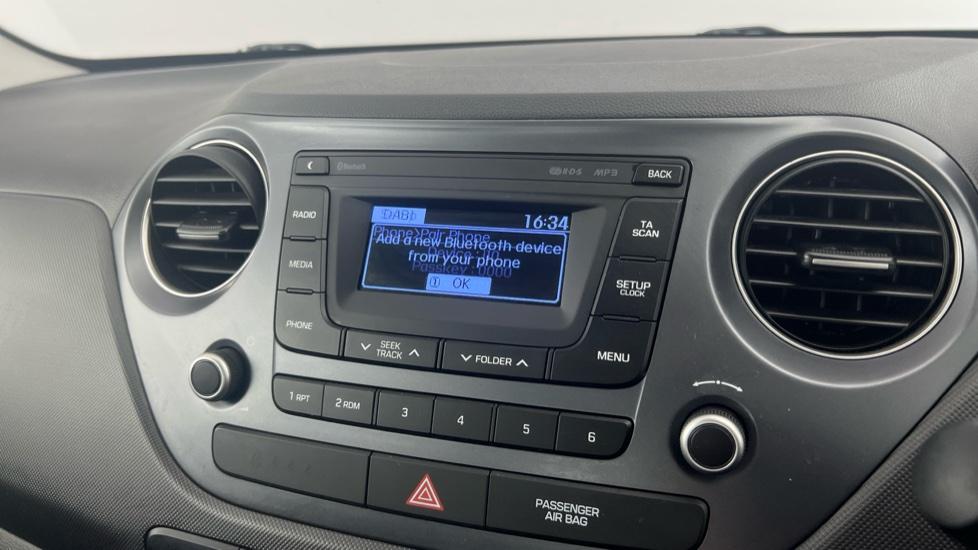 Bluetooth
RDS
MP3
BACK
RADIO
MEDIA
PHONE
DAB
16:34
Phone>Pair Phone
Add a new Bluetooth device
from your phone
Passkey : 0000
① OK
TA
SCAN
SETUP
CLOCK
MENU
SEEK
TRACK
FOLDER
1 RPT
2 RDM
3
4
5
6
PASSENGER
AIR BAG